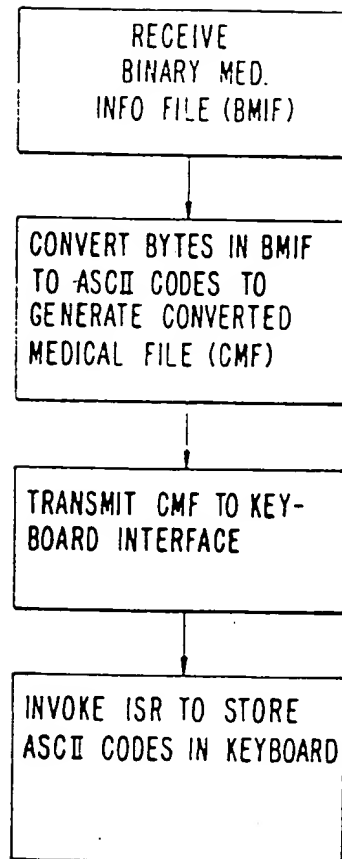 RECEIVE
BINARY MED.
INFO FILE (BMIF)
CONVERT BYTES IN BMIF
TO ASCII CODES TO
GENERATE CONVERTED
MEDICAL FILE (CMF)
TRANSMIT CMF TO KEY-
BOARD INTERFACE
INVOKE ISR TO STORE
ASCII CODES IN KEYBOARD